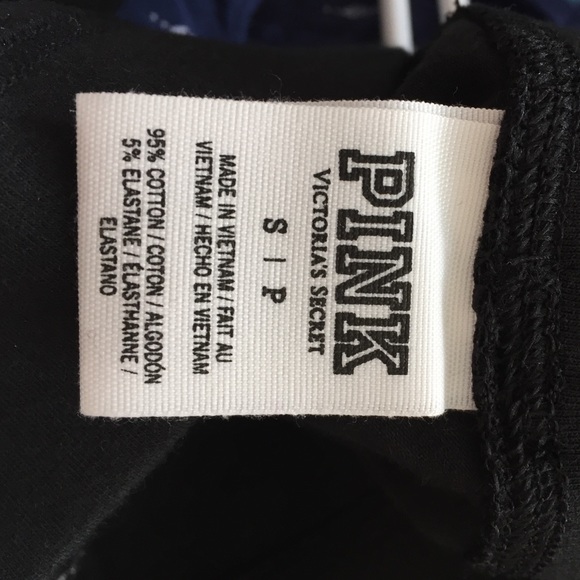 PINK
VICTORIA'S SECRET
S | P
MADE IN VIETNAM / FAIT AU
VIETNAM / HECHO EN VIETNAM
95% COTTON / COTON / ALGODÓN
5% ELASTANE / ÉLASTHANNE /
ELASTANO